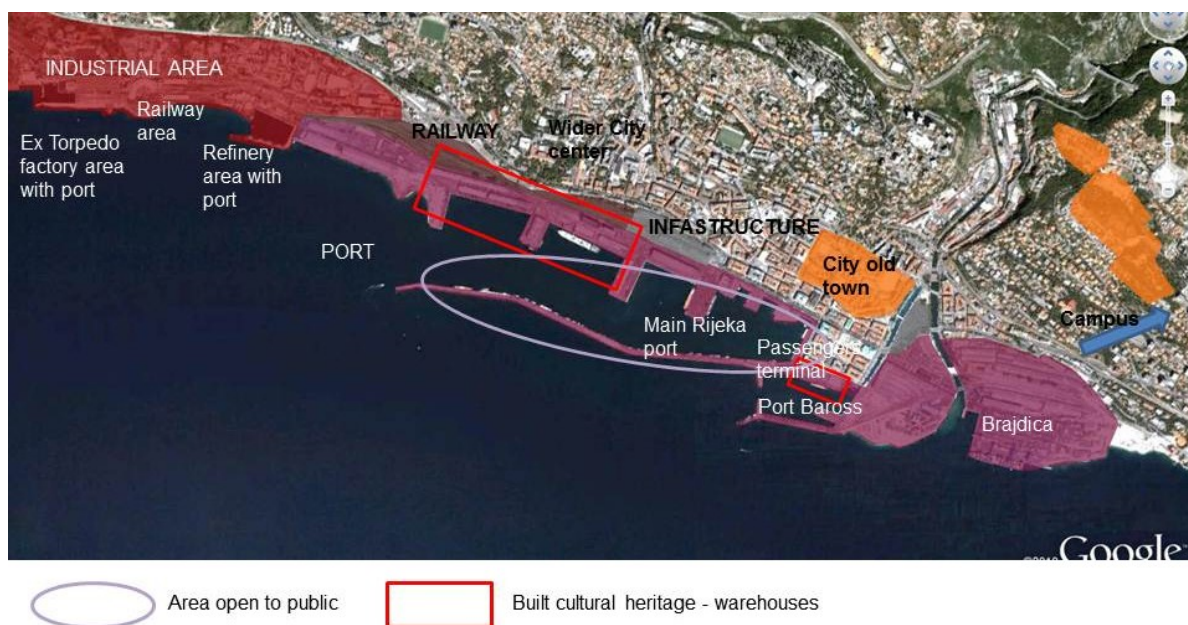 INDUSTRIAL AREA
Railway
area
Ex Torpedo
factory area
with port
Refinery
area with
port
RAILWAY
Wider City
center
INFASTRUCTURE
PORT
City old
town
Campus
Main Rijeka
port
Passengers
terminal
Port Baross
Brajdica
©2010 Google
Area open to public
Built cultural heritage - warehouses